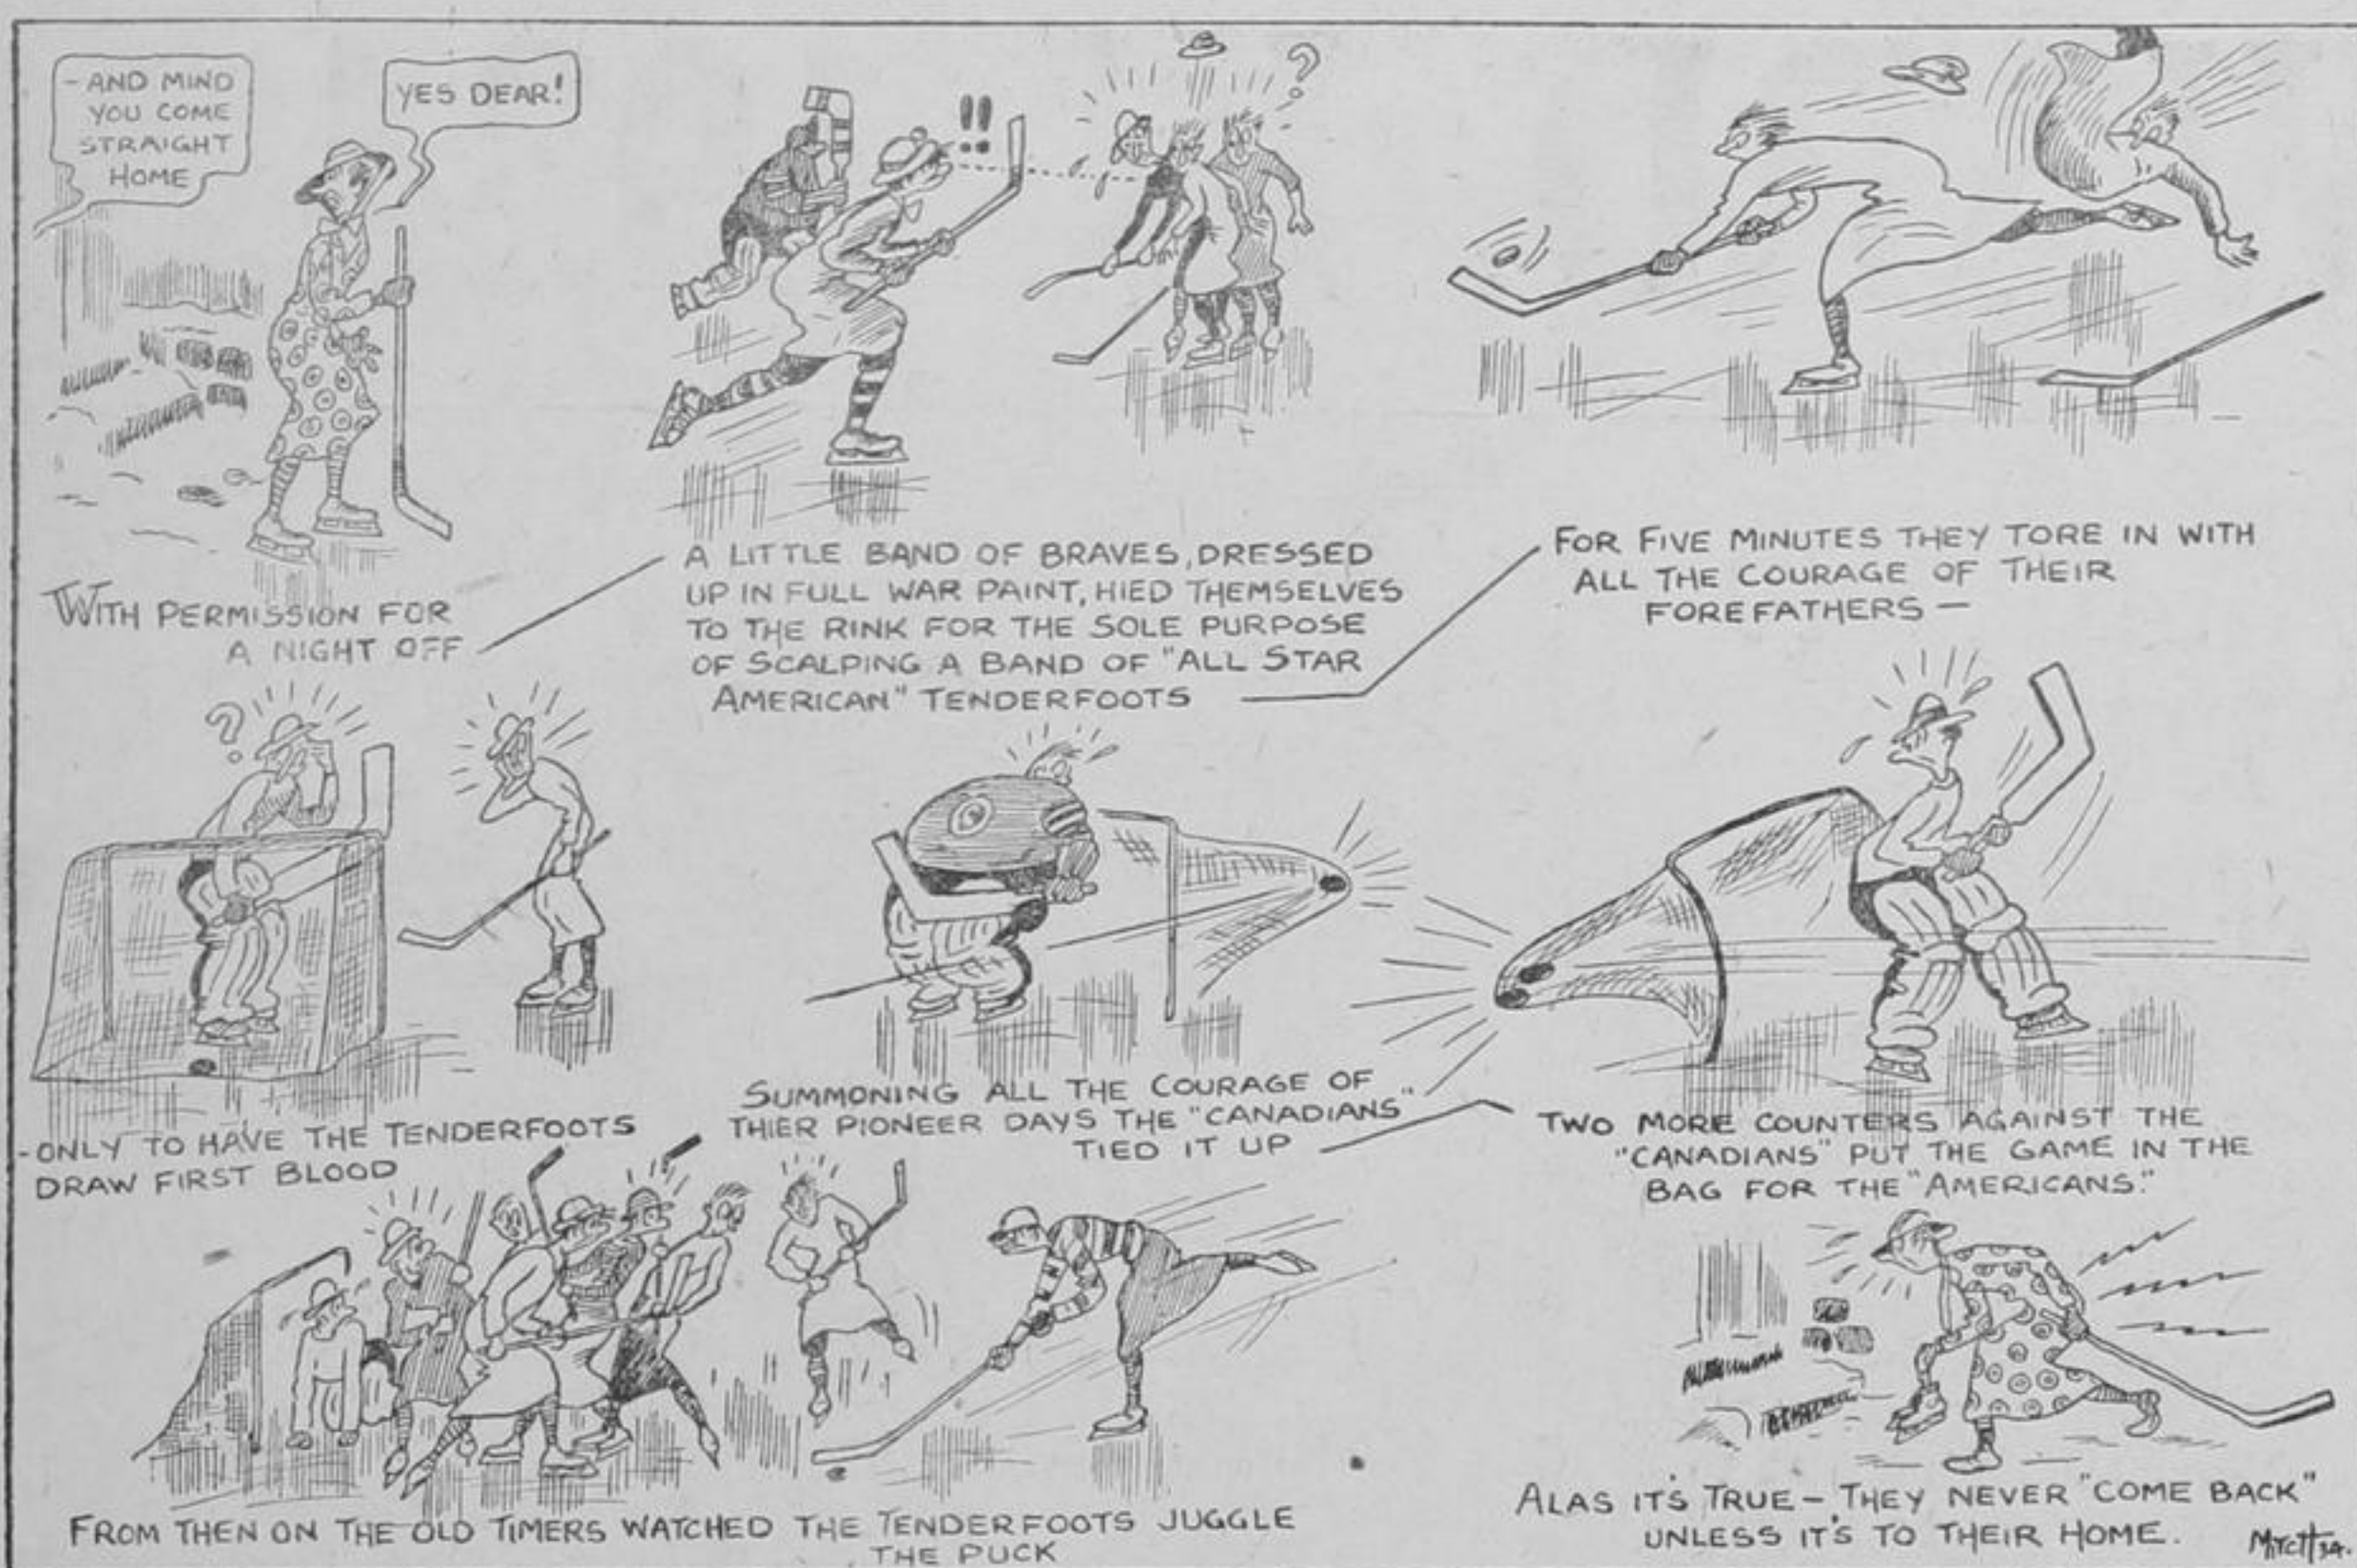 - AND MIND
YOU COME
STRAIGHT
HOME
YES DEAR!
!!
?
WITH PERMISSION FOR
A NIGHT OFF
A LITTLE BAND OF BRAVES, DRESSED
UP IN FULL WAR PAINT, HIED THEMSELVES
TO THE RINK FOR THE SOLE PURPOSE
OF SCALPING A BAND OF "ALL STAR
AMERICAN" TENDERFOOTS
FOR FIVE MINUTES THEY TORE IN WITH
ALL THE COURAGE OF THEIR
FOREFATHERS —
?
- ONLY TO HAVE THE TENDERFOOTS
DRAW FIRST BLOOD
SUMMONING ALL THE COURAGE OF
THIER PIONEER DAYS THE "CANADIANS"
TIED IT UP
TWO MORE COUNTERS AGAINST THE
"CANADIANS" PUT THE GAME IN THE
BAG FOR THE "AMERICANS."
FROM THEN ON THE OLD TIMERS WATCHED THE TENDERFOOTS JUGGLE
THE PUCK
ALAS IT'S TRUE — THEY NEVER "COME BACK"
UNLESS IT'S TO THEIR HOME.
MITCH 34.